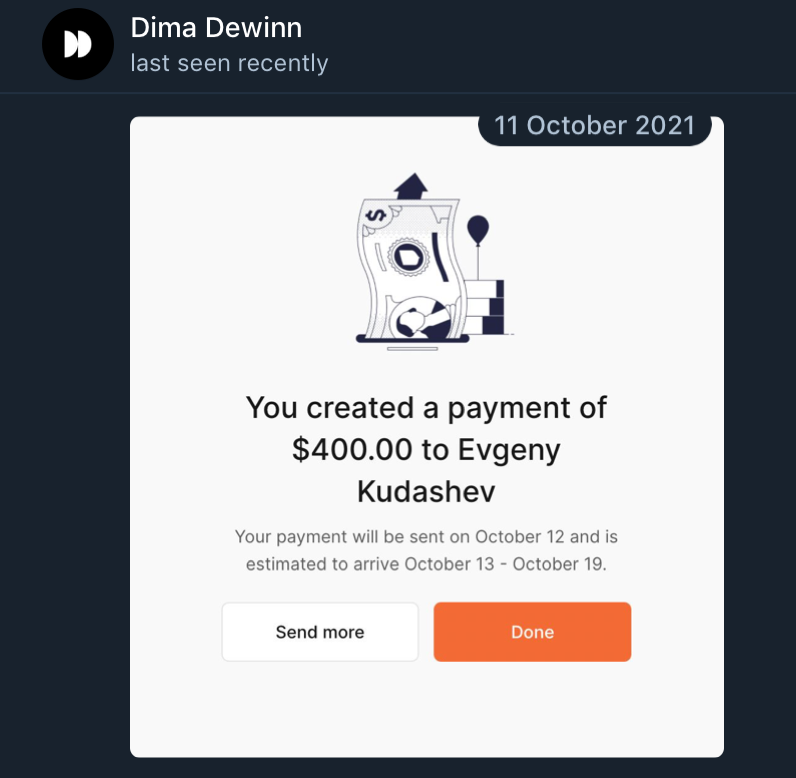 Dima Dewinn
last seen recently
11 October 2021
$
You created a payment of
$400.00 to Evgeny
Kudashev
Your payment will be sent on October 12 and is
estimated to arrive October 13 - October 19.
Send more
Done